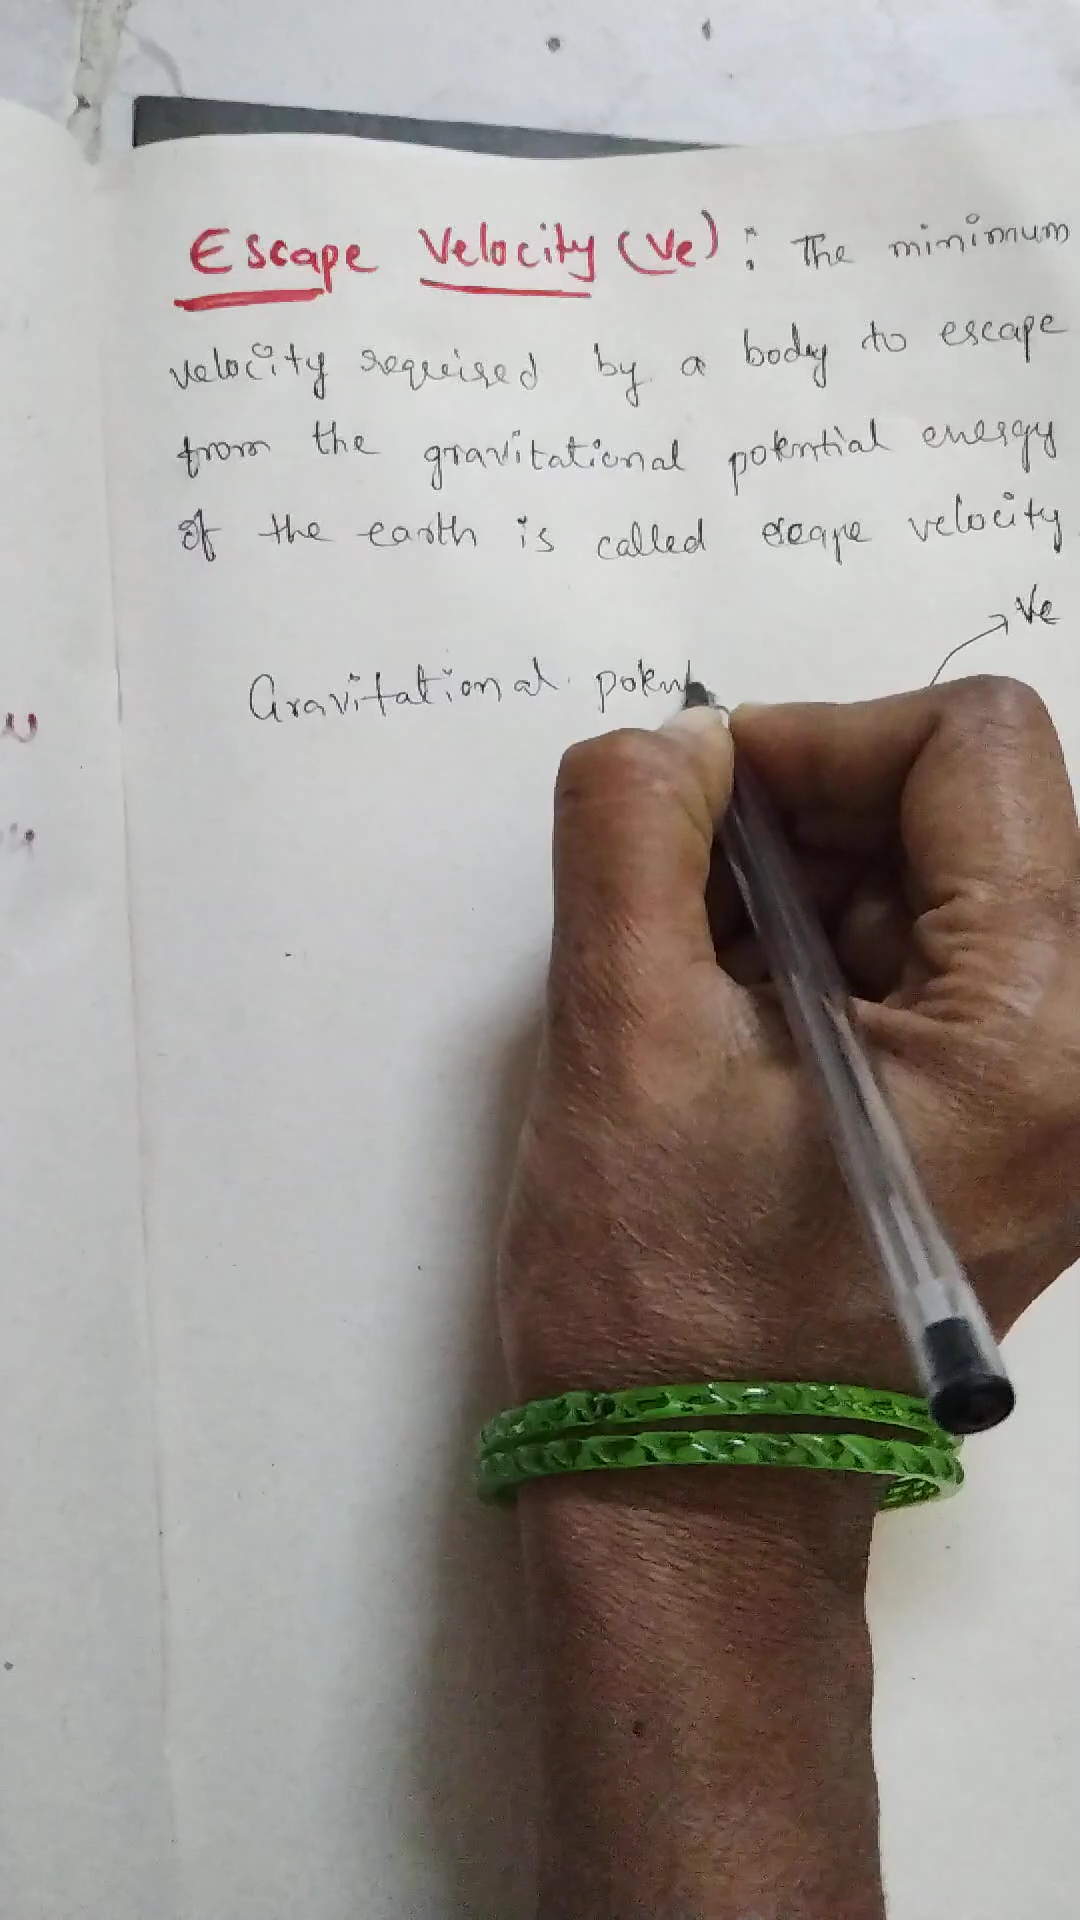 Escape Velocity (Ve) : The minimum
velocity required by a body to escape
from the gravitational potential energy
of the earth is called escape velocity
Ve
Gravitational potent